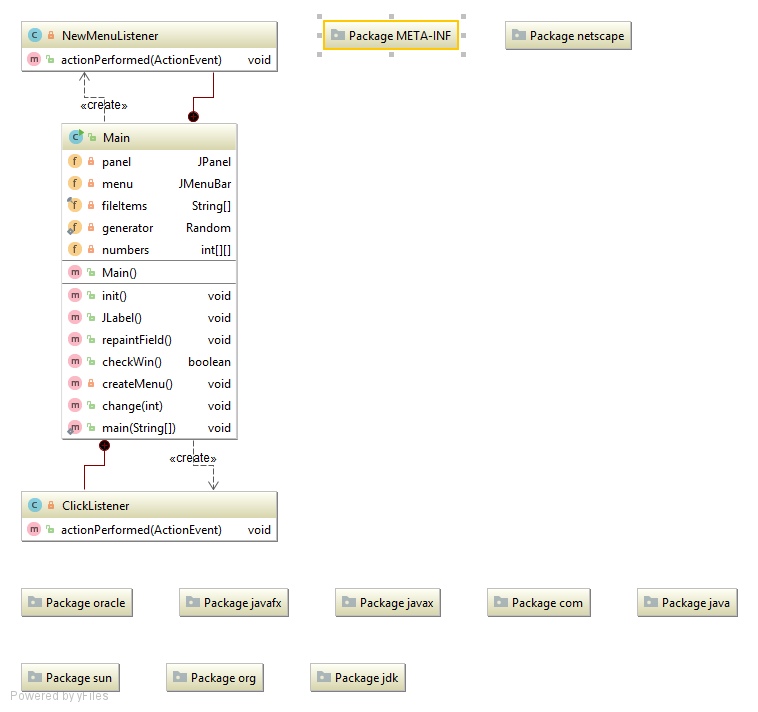 NewMenuListener
actionPerformed(ActionEvent) void
Package META-INF
Package netscape
«create»
Main
panel JPanel
menu JMenuBar
fileItems String[]
generator Random
numbers int[][]
Main()
init() void
JLabel() void
repaintField() void
checkWin() boolean
createMenu() void
change(int) void
main(String[]) void
«create»
ClickListener
actionPerformed(ActionEvent) void
Package oracle
Package javafx
Package javax
Package com
Package java
Package sun
Package org
Package jdk
Powered by yFiles